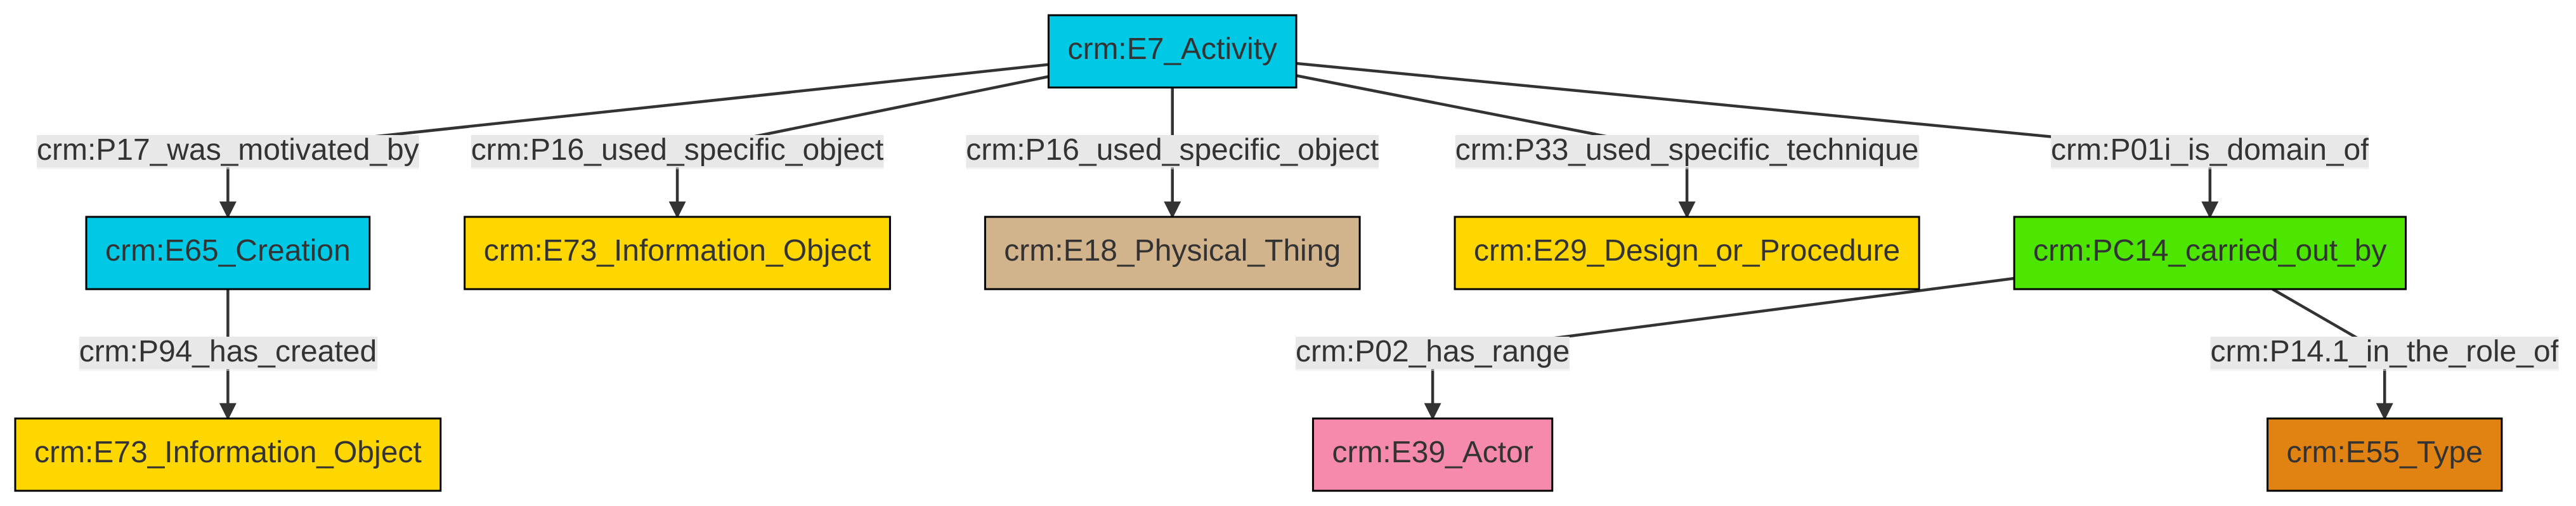 crm:E7_Activity
crm:P17_was_motivated_by
crm:P16_used_specific_object
crm:P16_used_specific_object
crm:P33_used_specific_technique
crm:P01i_is_domain_of
crm:E65_Creation
crm:E73_Information_Object
crm:E18_Physical_Thing
crm:E29_Design_or_Procedure
crm:PC14_carried_out_by
crm:P94_has_created
crm:P02_has_range
crm:P14.1_in_the_role_of
crm:E73_Information_Object
crm:E39_Actor
crm:E55_Type